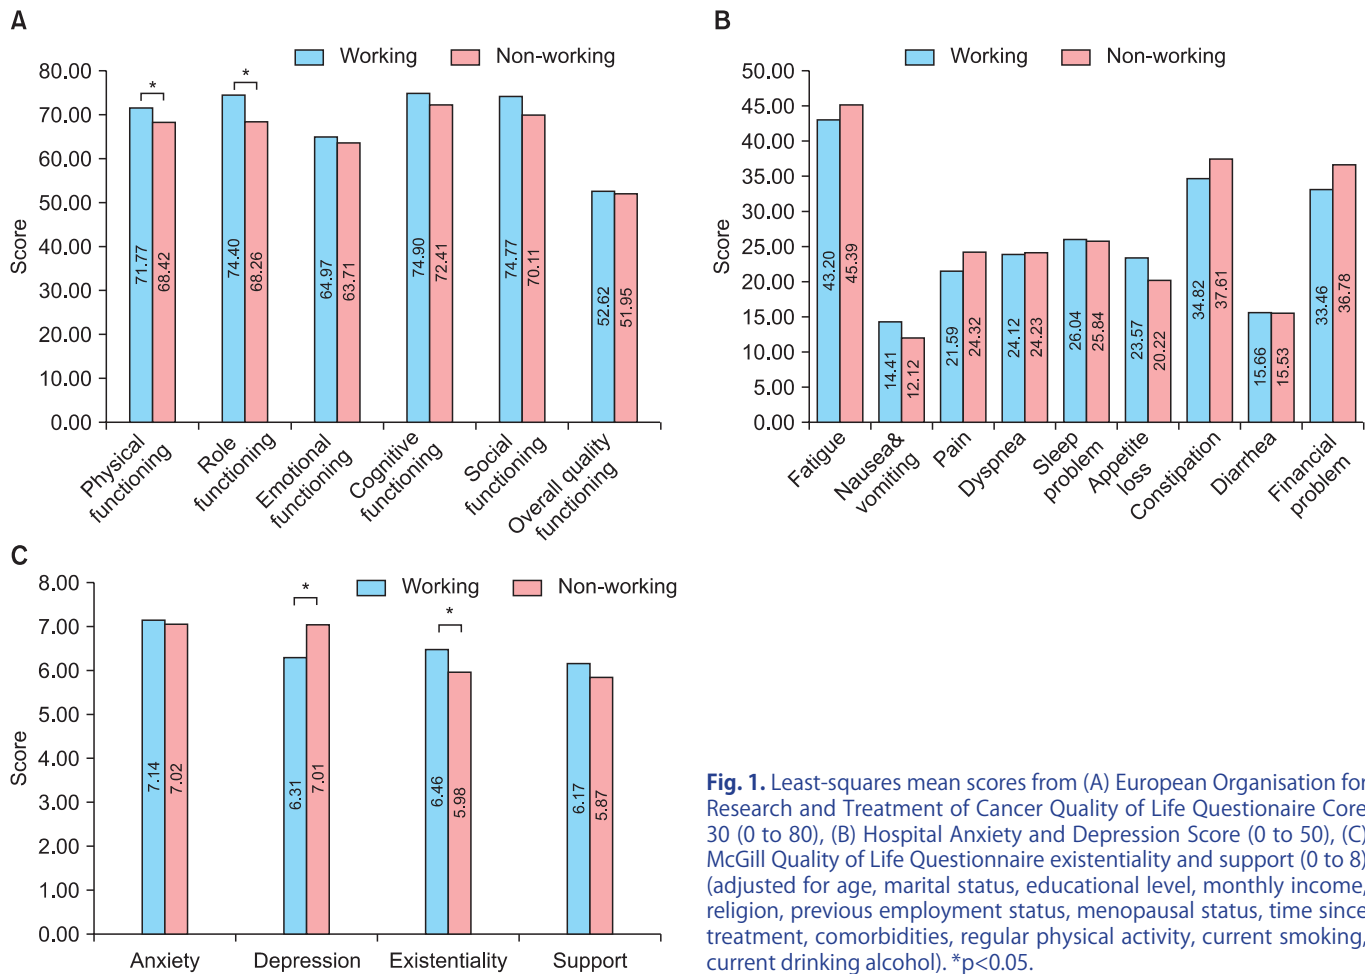 A
Working
Non-working
80.00
70.00
60.00
50.00
40.00
30.00
20.00
10.00
0.00
Score
*
*
71.77
68.42
74.40
68.26
64.97
63.71
74.90
72.41
74.77
70.11
52.62
51.95
Physical
functioning
Role
functioning
Emotional
functioning
Cognitive
functioning
Social
functioning
Overall quality
functioning
B
Working
Non-working
50.00
45.00
40.00
35.00
30.00
25.00
20.00
15.00
10.00
5.00
0.00
Score
43.20
45.39
14.41
12.12
21.59
24.32
24.12
24.23
26.04
25.84
23.57
20.22
34.82
37.61
15.66
15.53
33.46
36.78
Fatigue
Nausea&
vomiting
Pain
Dyspnea
Sleep
problem
Appetite
loss
Constipation
Diarrhea
Financial
problem
C
Working
Non-working
8.00
7.00
6.00
5.00
4.00
3.00
2.00
1.00
0.00
Score
*
*
7.14
7.02
6.31
7.01
6.46
5.98
6.17
5.87
Anxiety
Depression
Existentiality
Support
Fig. 1. Least-squares mean scores from (A) European Organisation for
Research and Treatment of Cancer Quality of Life Questionaire Core
30 (0 to 80), (B) Hospital Anxiety and Depression Score (0 to 50), (C)
McGill Quality of Life Questionnaire existentiality and support (0 to 8)
(adjusted for age, marital status, educational level, monthly income,
religion, previous employment status, menopausal status, time since
treatment, comorbidities, regular physical activity, current smoking,
current drinking alcohol). *p<0.05.